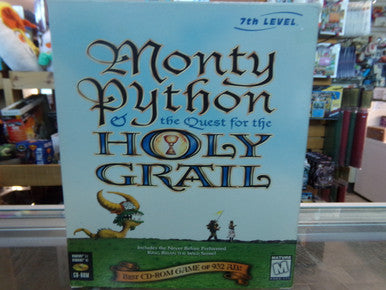 7th LEVEL
Monty
Python
& the Quest for the
HOLY
GRAIL
Includes the Never Before Performed
Best CD-ROM GAME OF 932 A.D.!
CD-ROM
MATURE